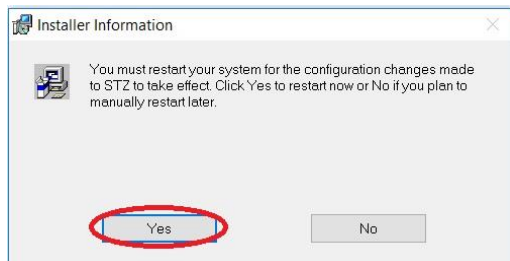 Installer Information
You must restart your system for the configuration changes made
to STZ to take effect. Click Yes to restart now or No if you plan to
manually restart later.
Yes
No